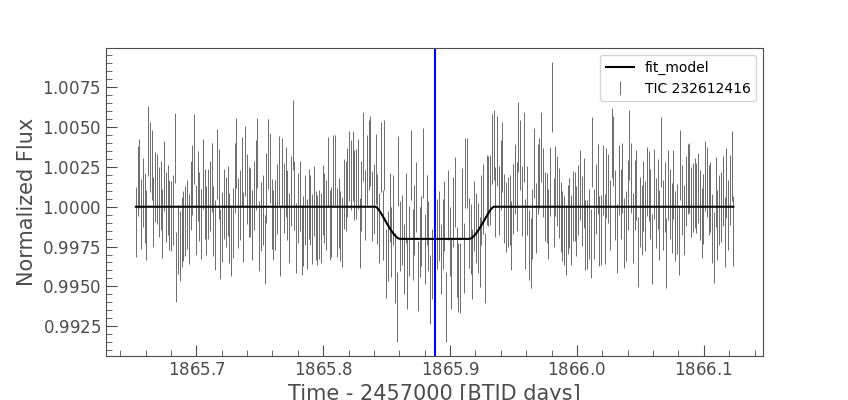 fit_model
TIC 232612416
1.0075
1.0050
1.0025
1.0000
0.9975
0.9950
0.9925
Normalized Flux
1865.7 1865.8 1865.9 1866.0 1866.1
Time - 2457000 [BTJD days]